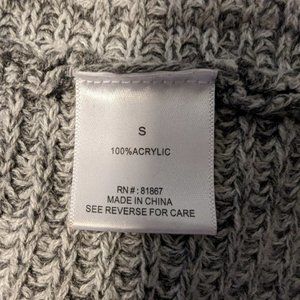 S
100%ACRYLIC
RN#: 81867
MADE IN CHINA
SEE REVERSE FOR CARE